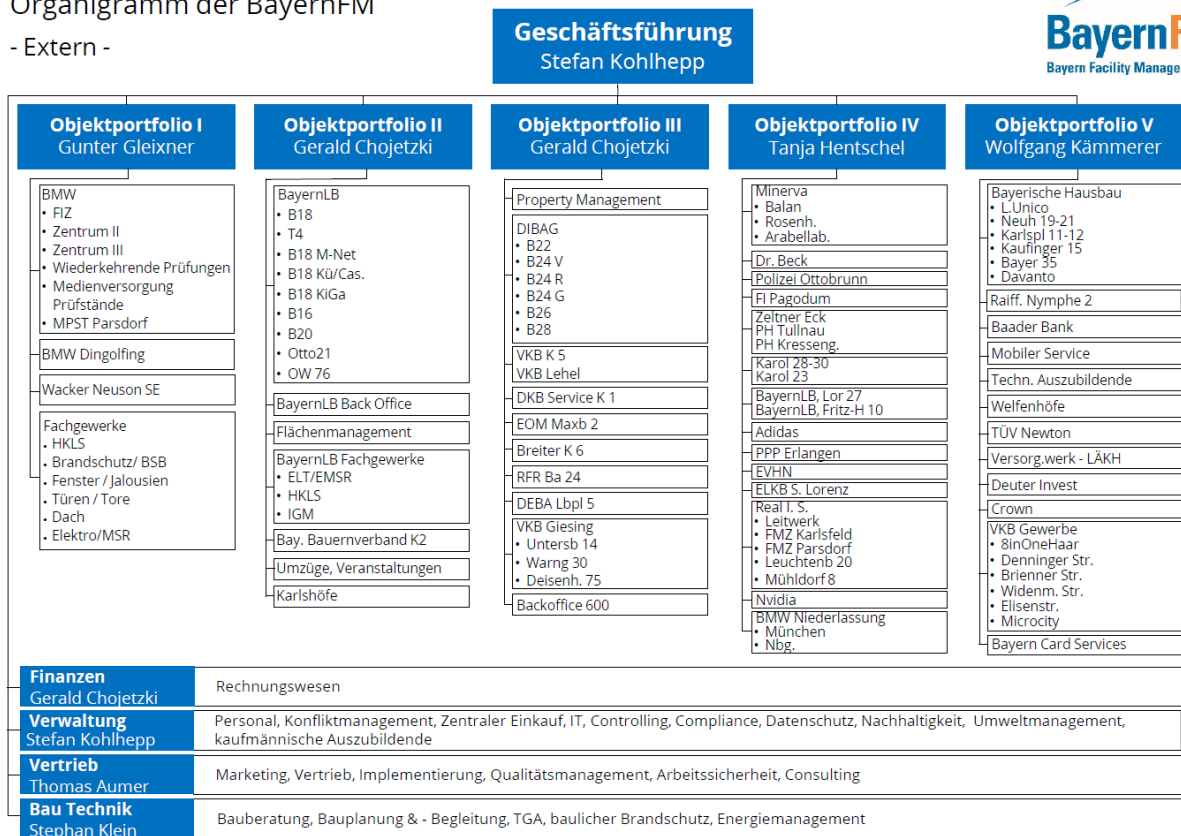 Organigramm der BayernFM
- Extern -
Bayern
Bayern Facility Manage
Geschäftsführung
Stefan Kohlhepp
Objektportfolio I
Gunter Gleixner
BMW
• FIZ
• Zentrum II
• Zentrum III
• Wiederkehrende Prüfungen
• Medienversorgung
Prüfstände
• MPST Parsdorf
BMW Dingolfing
Wacker Neuson SE
Fachgewerke
• HKLS
• Brandschutz/ BSB
• Fenster / Jalousien
• Türen / Tore
• Dach
• Elektro/MSR
Objektportfolio II
Gerald Chojetzki
BayernLB
• B18
• T4
• B18 M-Net
• B18 Kü/Cas.
• B18 KiGa
• B16
• B20
• Otto21
• OW 76
BayernLB Back Office
Flächenmanagement
BayernLB Fachgewerke
• ELT/EMSR
• HKLS
• IGM
Bay. Bauernverband K2
Umzüge, Veranstaltungen
Karlshöfe
Objektportfolio III
Gerald Chojetzki
Property Management
DIBAG
• B22
• B24 V
• B24 R
• B24 G
• B26
• B28
VKB K 5
VKB Lehel
DKB Service K 1
EOM Maxb 2
Breiter K 6
RFR Ba 24
DEBA Lbpl 5
VKB Giesing
• Untersb 14
• Warng 30
• Deisenh. 75
Backoffice 600
Objektportfolio IV
Tanja Hentschel
Minerva
• Balan
• Rosenh.
• Arabellab.
Dr. Beck
Polizei Ottobrunn
FI Pagodum
Zeltner Eck
PH Tullnau
PH Kresseng.
Karol 28-30
Karol 23
BayernLB, Lor 27
BayernLB, Fritz-H 10
Adidas
PPP Erlangen
EVHN
ELKB S. Lorenz
Real I. S.
• Leitwerk
• FMZ Karlsfeld
• FMZ Parsdorf
• Leuchtenb 20
• Mühldorf 8
Nvidia
BMW Niederlassung
• München
• Nbg.
Objektportfolio V
Wolfgang Kämmerer
Bayerische Hausbau
• L.Unico
• Neuh 19-21
• Karlspl 11-12
• Kaufinger 15
• Bayer 35
• Davanto
Raiff. Nymphe 2
Baader Bank
Mobiler Service
Techn. Auszubildende
Welfenhöfe
TÜV Newton
Versorg.werk - LÄKH
Deuter Invest
Crown
VKB Gewerbe
• 8inOneHaar
• Denninger Str.
• Brienner Str.
• Widenm. Str.
• Elisenstr.
• Microcity
Bayern Card Services
Finanzen
Gerald Chojetzki
Rechnungswesen
Verwaltung
Stefan Kohlhepp
Personal, Konfliktmanagement, Zentraler Einkauf, IT, Controlling, Compliance, Datenschutz, Nachhaltigkeit, Umweltmanagement,
kaufmännische Auszubildende
Vertrieb
Thomas Aumer
Marketing, Vertrieb, Implementierung, Qualitätsmanagement, Arbeitssicherheit, Consulting
Bau Technik
Stephan Klein
Bauberatung, Bauplanung & - Begleitung, TGA, baulicher Brandschutz, Energiemanagement